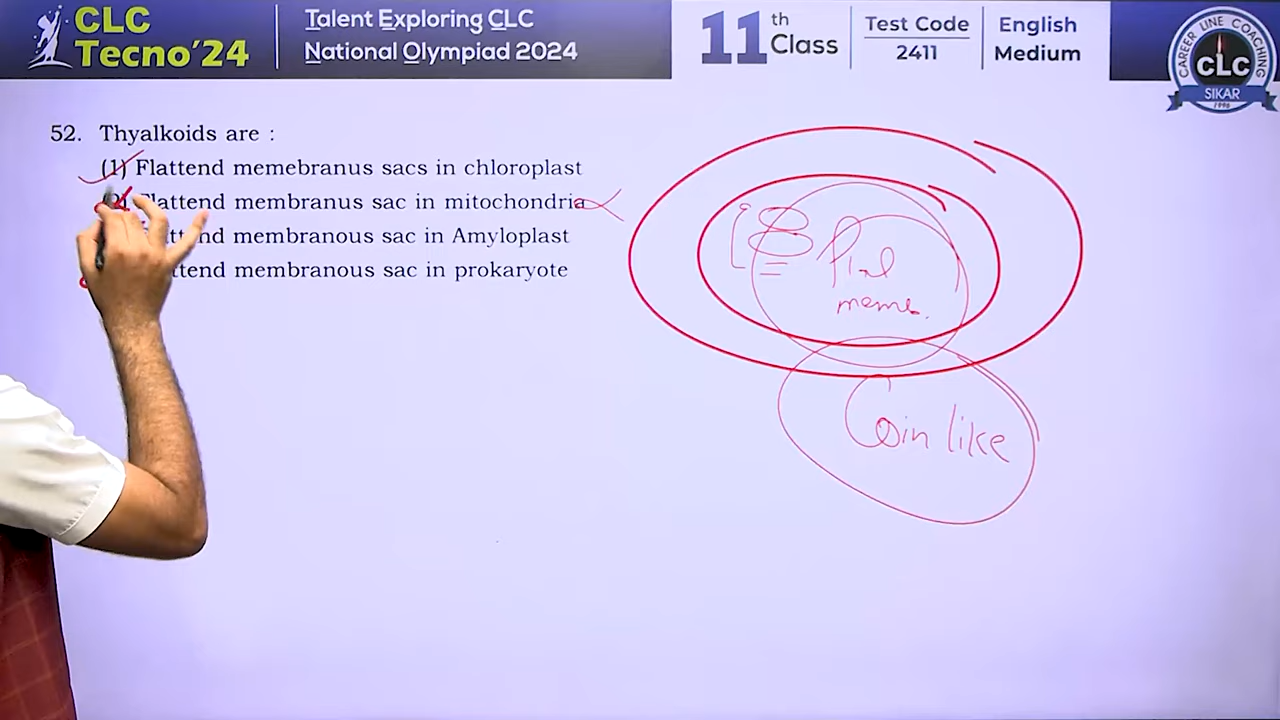 CLC
Tecno'24
Talent Exploring CLC
National Olympiad 2024
11th Class
Test Code
2411
English
Medium
CAREER LINE COACHING
CLC
SIKAR
1996
52. Thyalkoids are :
(1) Flattend memebranus sacs in chloroplast
(2) Flattend membranus sac in mitochondria
membranous sac in Amyloplast
membranous sac in prokaryote
meme.
Coin like